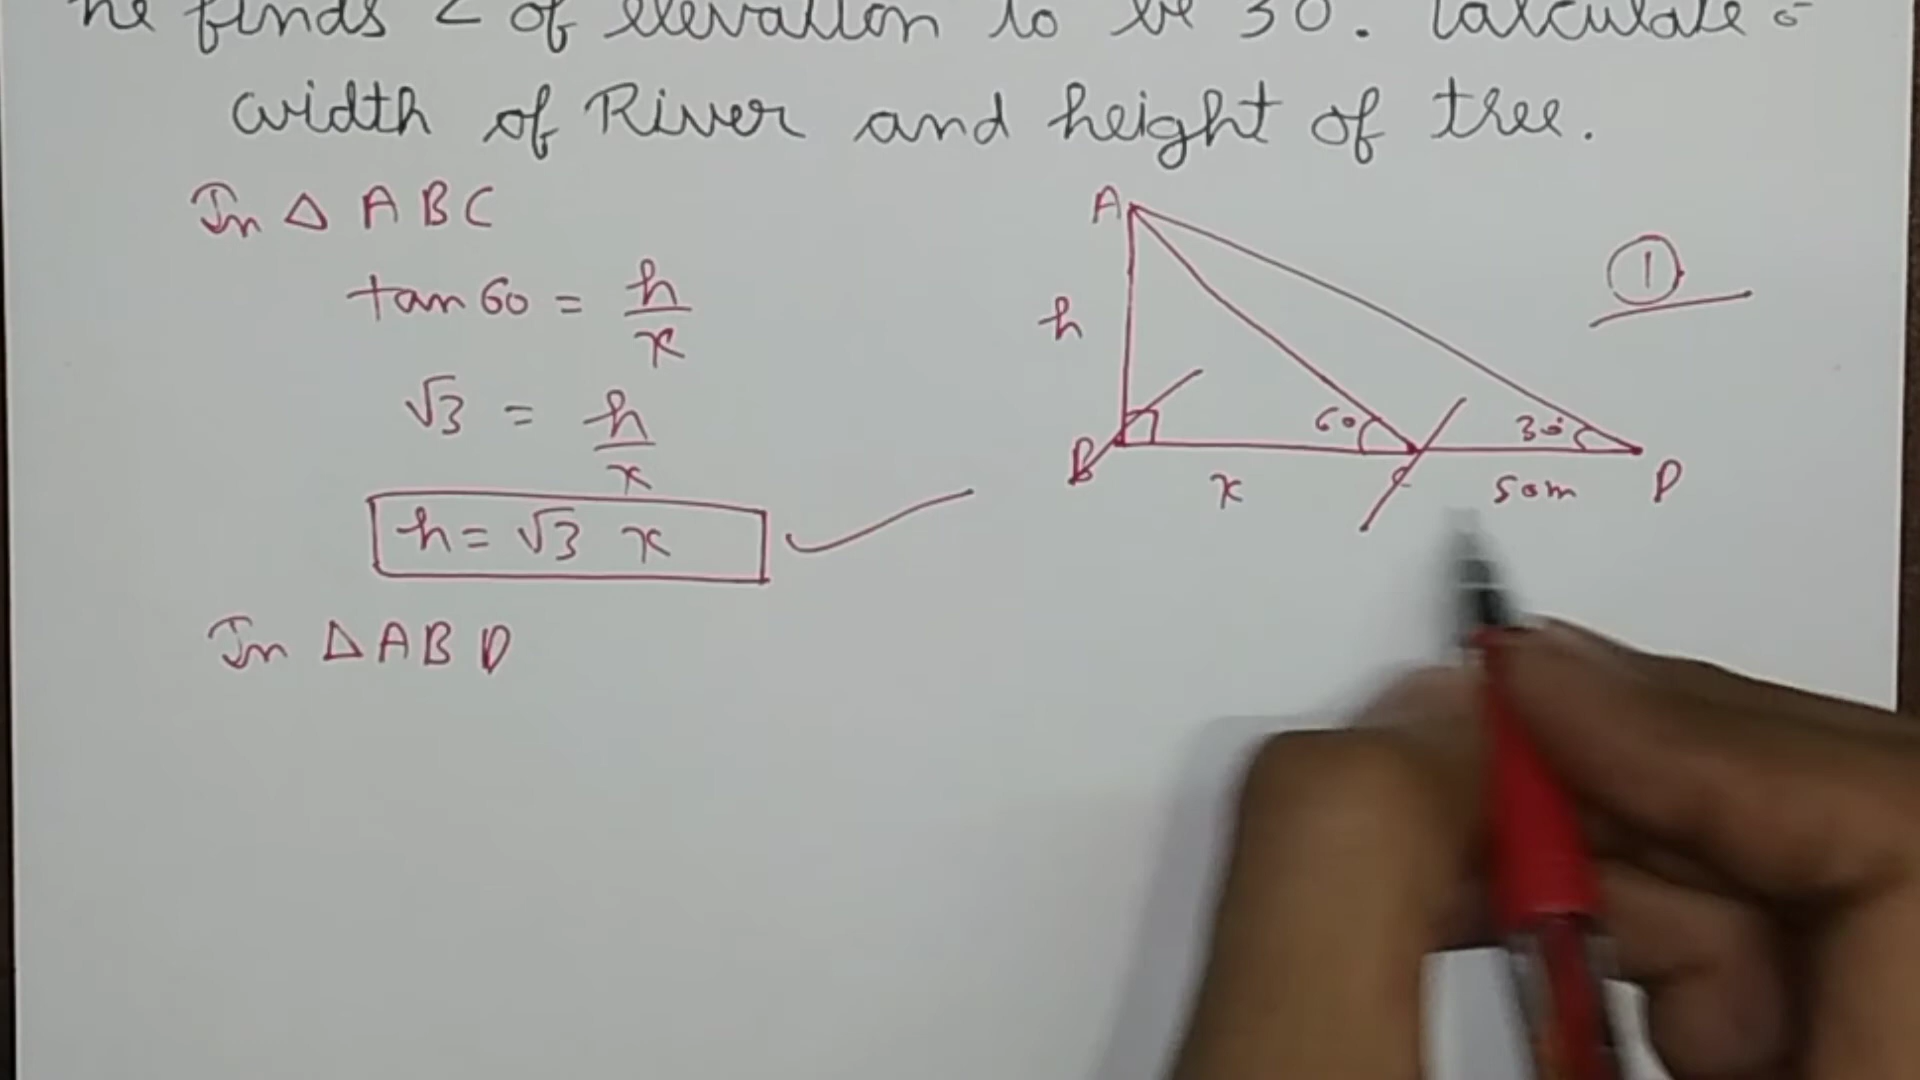 he finds ∠ of elevation to be 30. Calculate
width of River and height of tree.
In △ ABC
tan 60 = h/x
√3 = h/x
h = √3 x
In △ ABD
A
h
B
x
60
C
50m
30°
D
①